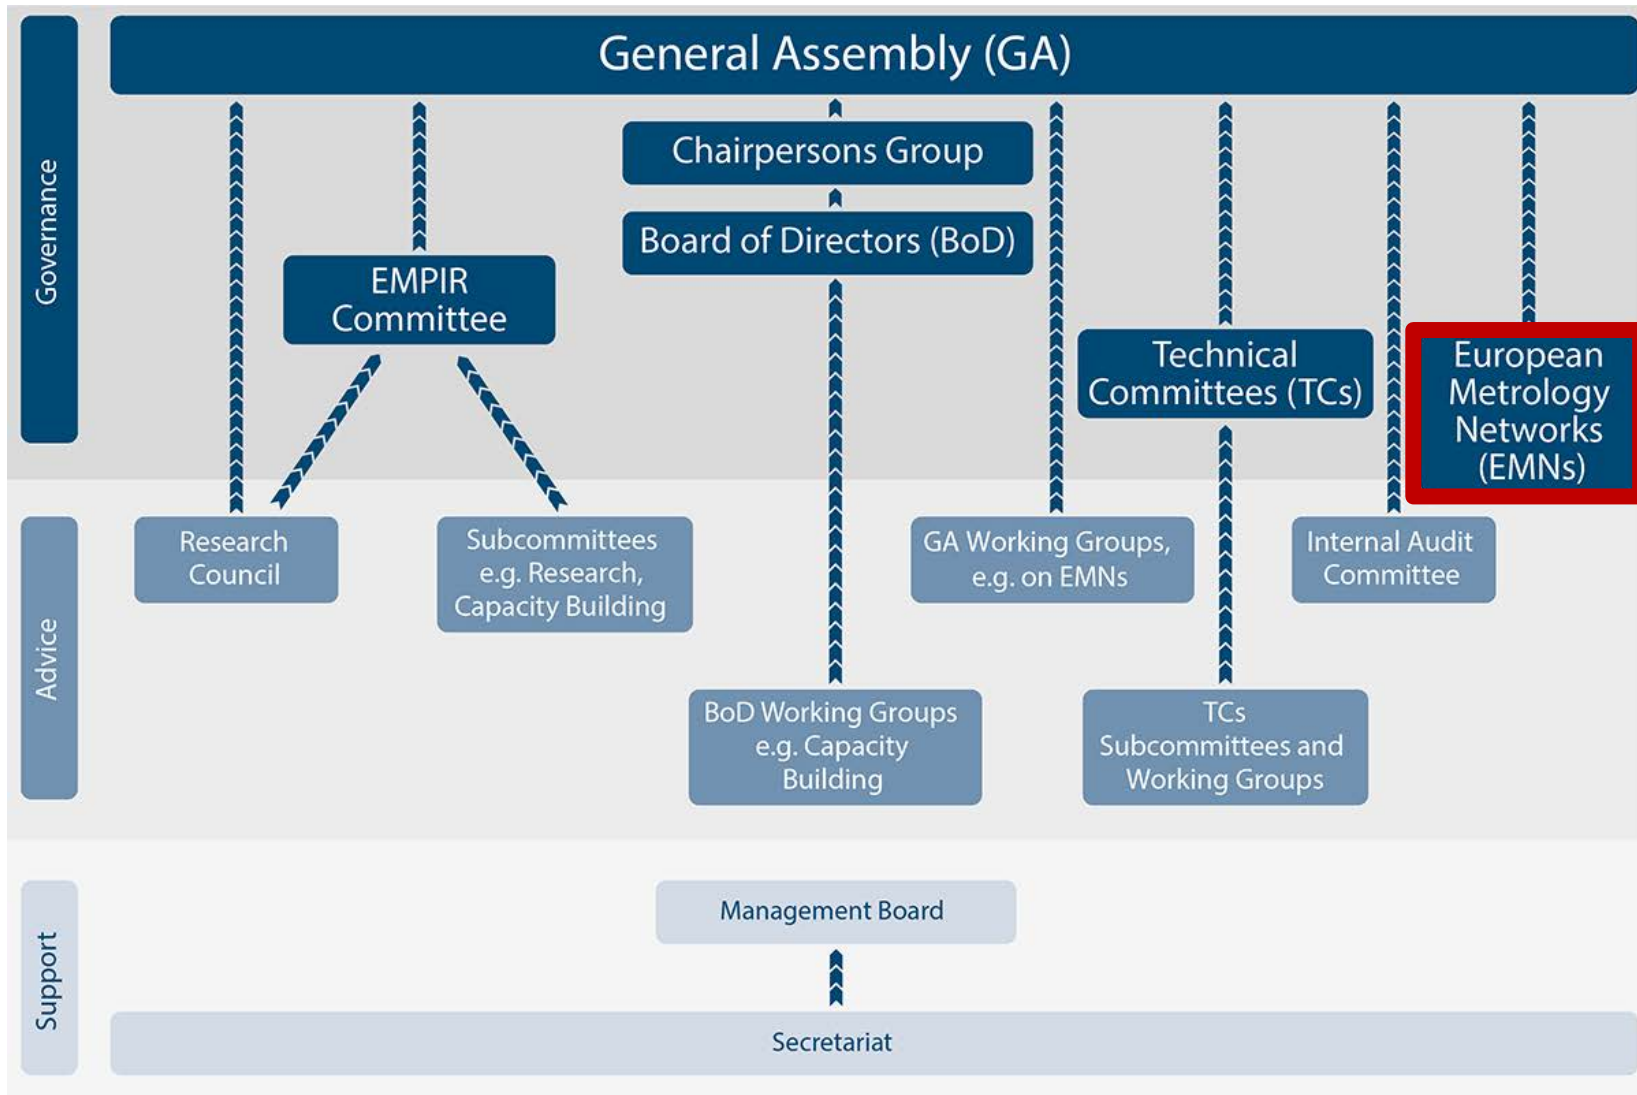 General Assembly (GA)
Governance
Chairpersons Group
Board of Directors (BoD)
EMPIR
Committee
Technical
Committees (TCs)
European
Metrology
Networks
(EMNs)
Advice
Research
Council
Subcommittees
e.g. Research,
Capacity Building
GA Working Groups,
e.g. on EMNs
Internal Audit
Committee
BoD Working Groups
e.g. Capacity
Building
TCs
Subcommittees and
Working Groups
Support
Management Board
Secretariat